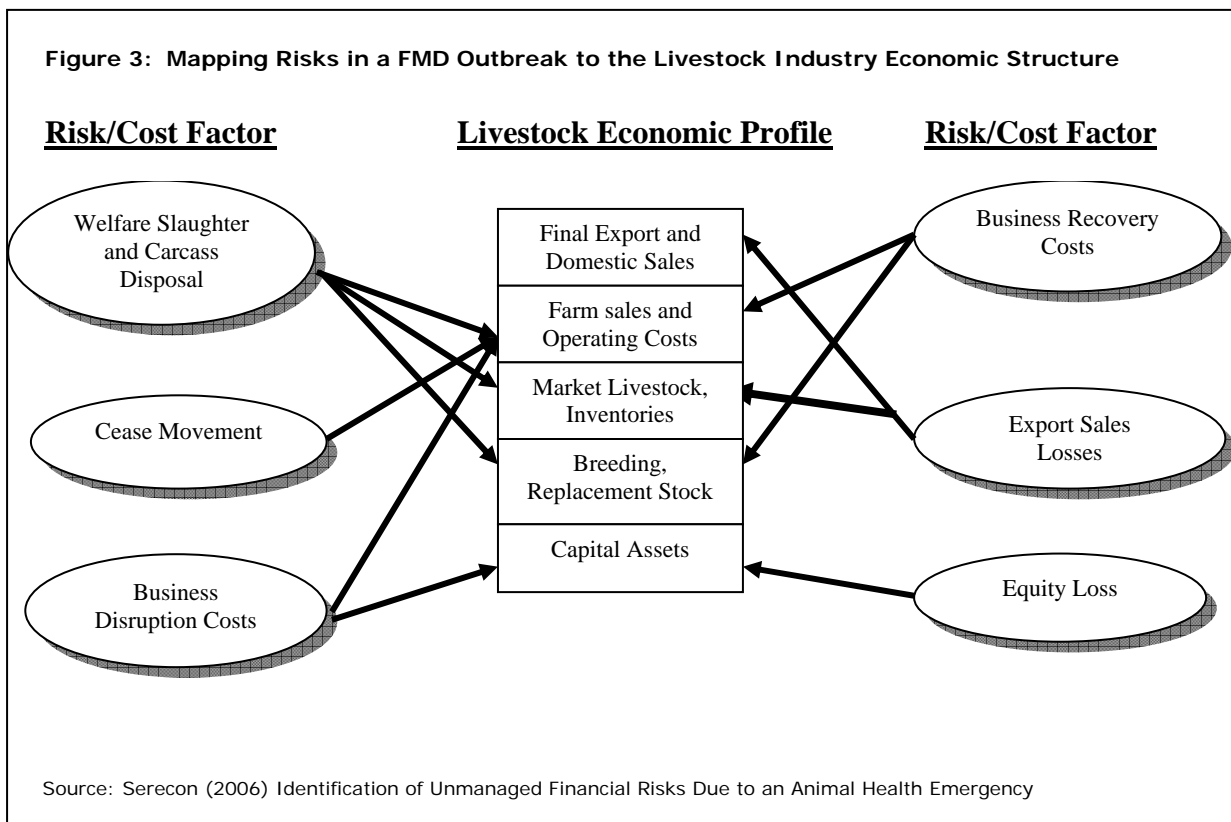 Figure 3: Mapping Risks in a FMD Outbreak to the Livestock Industry Economic Structure
Risk/Cost Factor
Livestock Economic Profile
Risk/Cost Factor
Welfare Slaughter
and Carcass
Disposal
Cease Movement
Business
Disruption Costs
Final Export and
Domestic Sales
Farm sales and
Operating Costs
Market Livestock,
Inventories
Breeding,
Replacement Stock
Capital Assets
Business Recovery
Costs
Export Sales
Losses
Equity Loss
Source: Serecon (2006) Identification of Unmanaged Financial Risks Due to an Animal Health Emergency